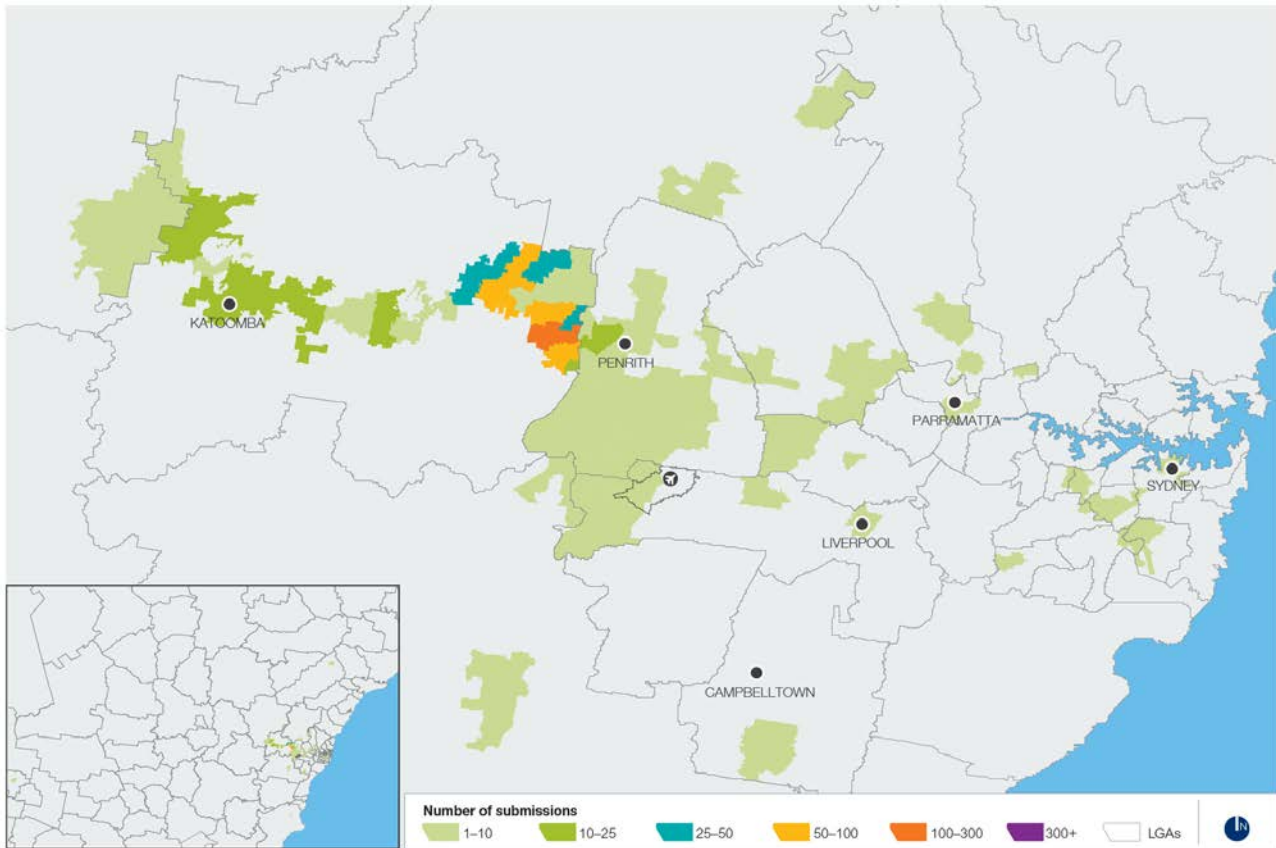 KATOOMBA
PENRITH
PARRAMATTA
SYDNEY
LIVERPOOL
CAMPBELLTOWN
Number of submissions
1–10
10–25
25–50
50–100
100–300
300+
LGAs
N